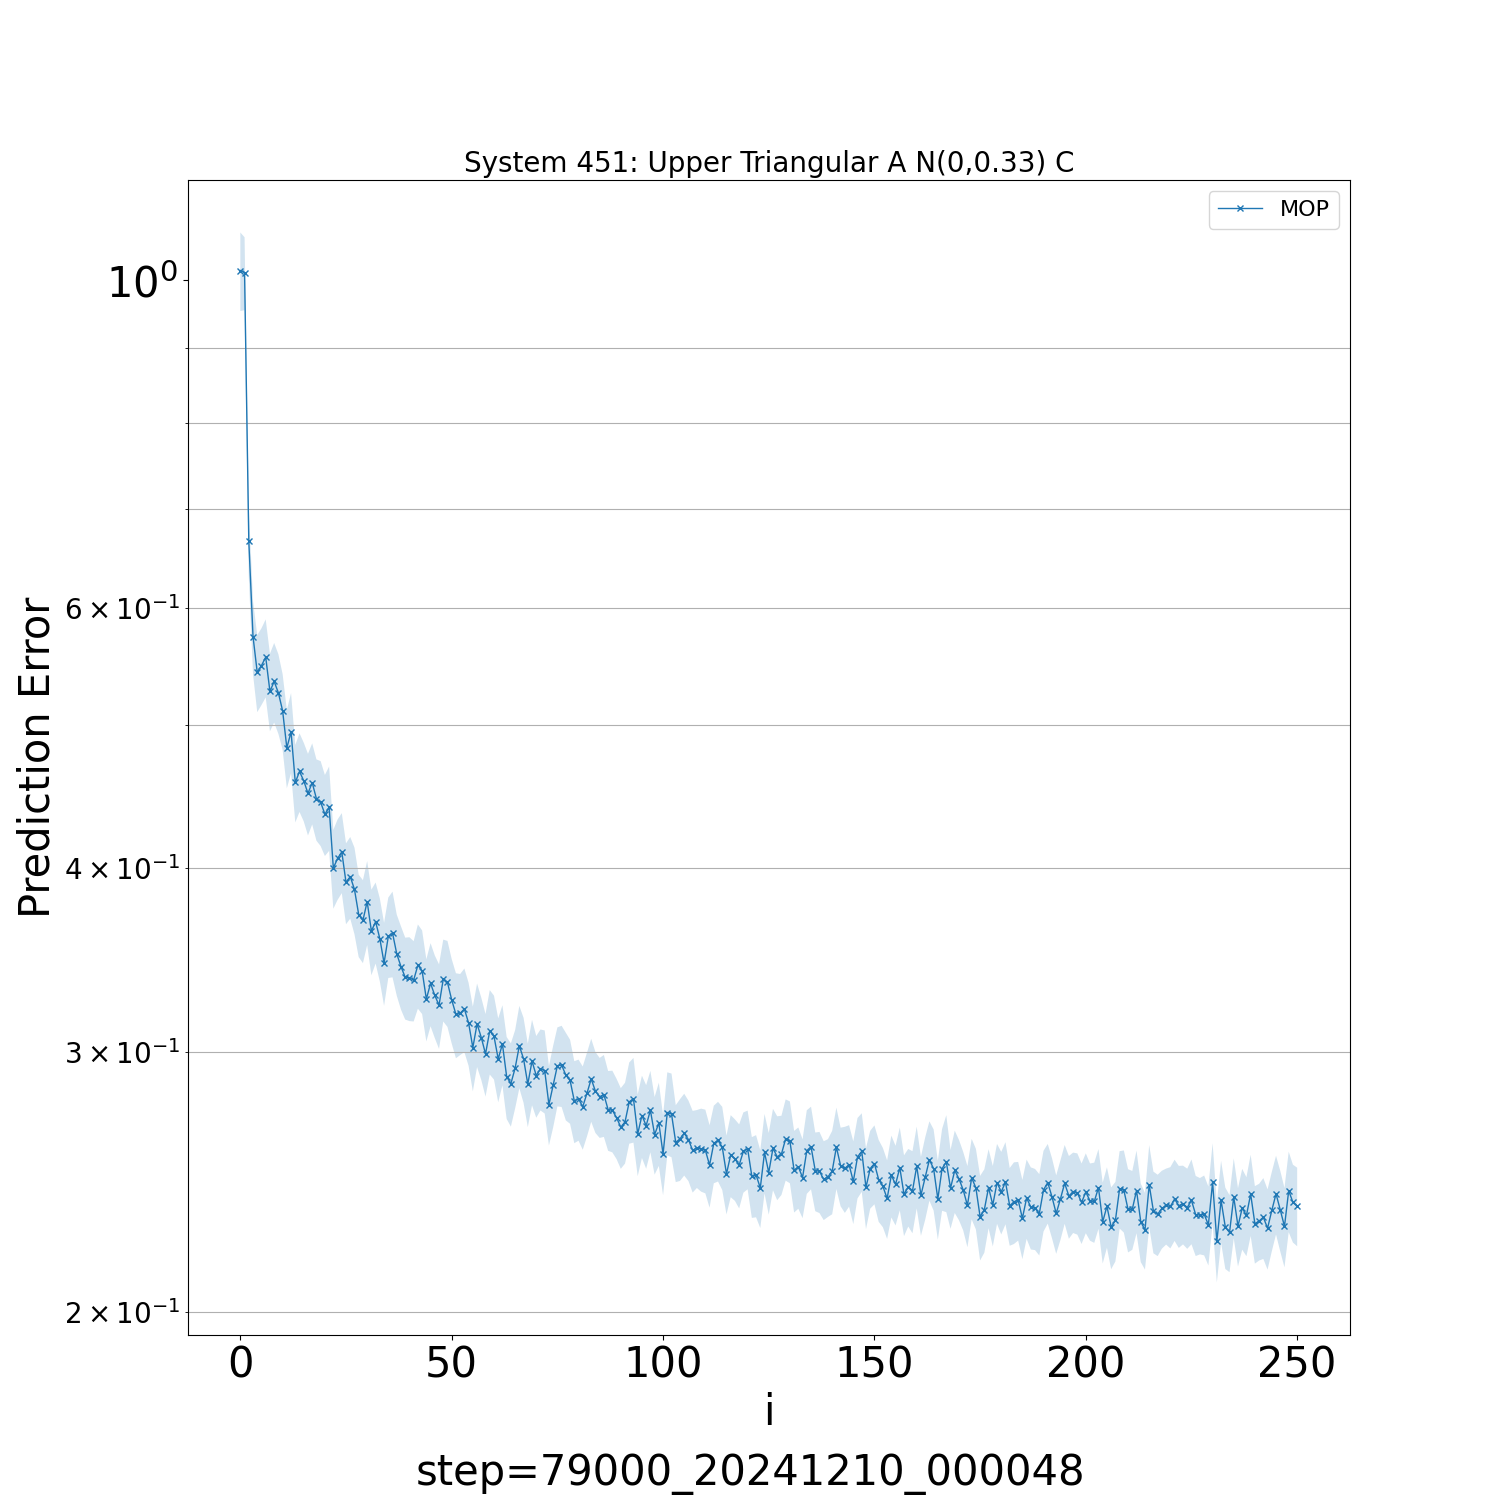 System 451: Upper Triangular A N(0,0.33) C
MOP
10⁰
6 × 10⁻¹
4 × 10⁻¹
3 × 10⁻¹
2 × 10⁻¹
Prediction Error
0 50 100 150 200 250
i
step=79000_20241210_000048